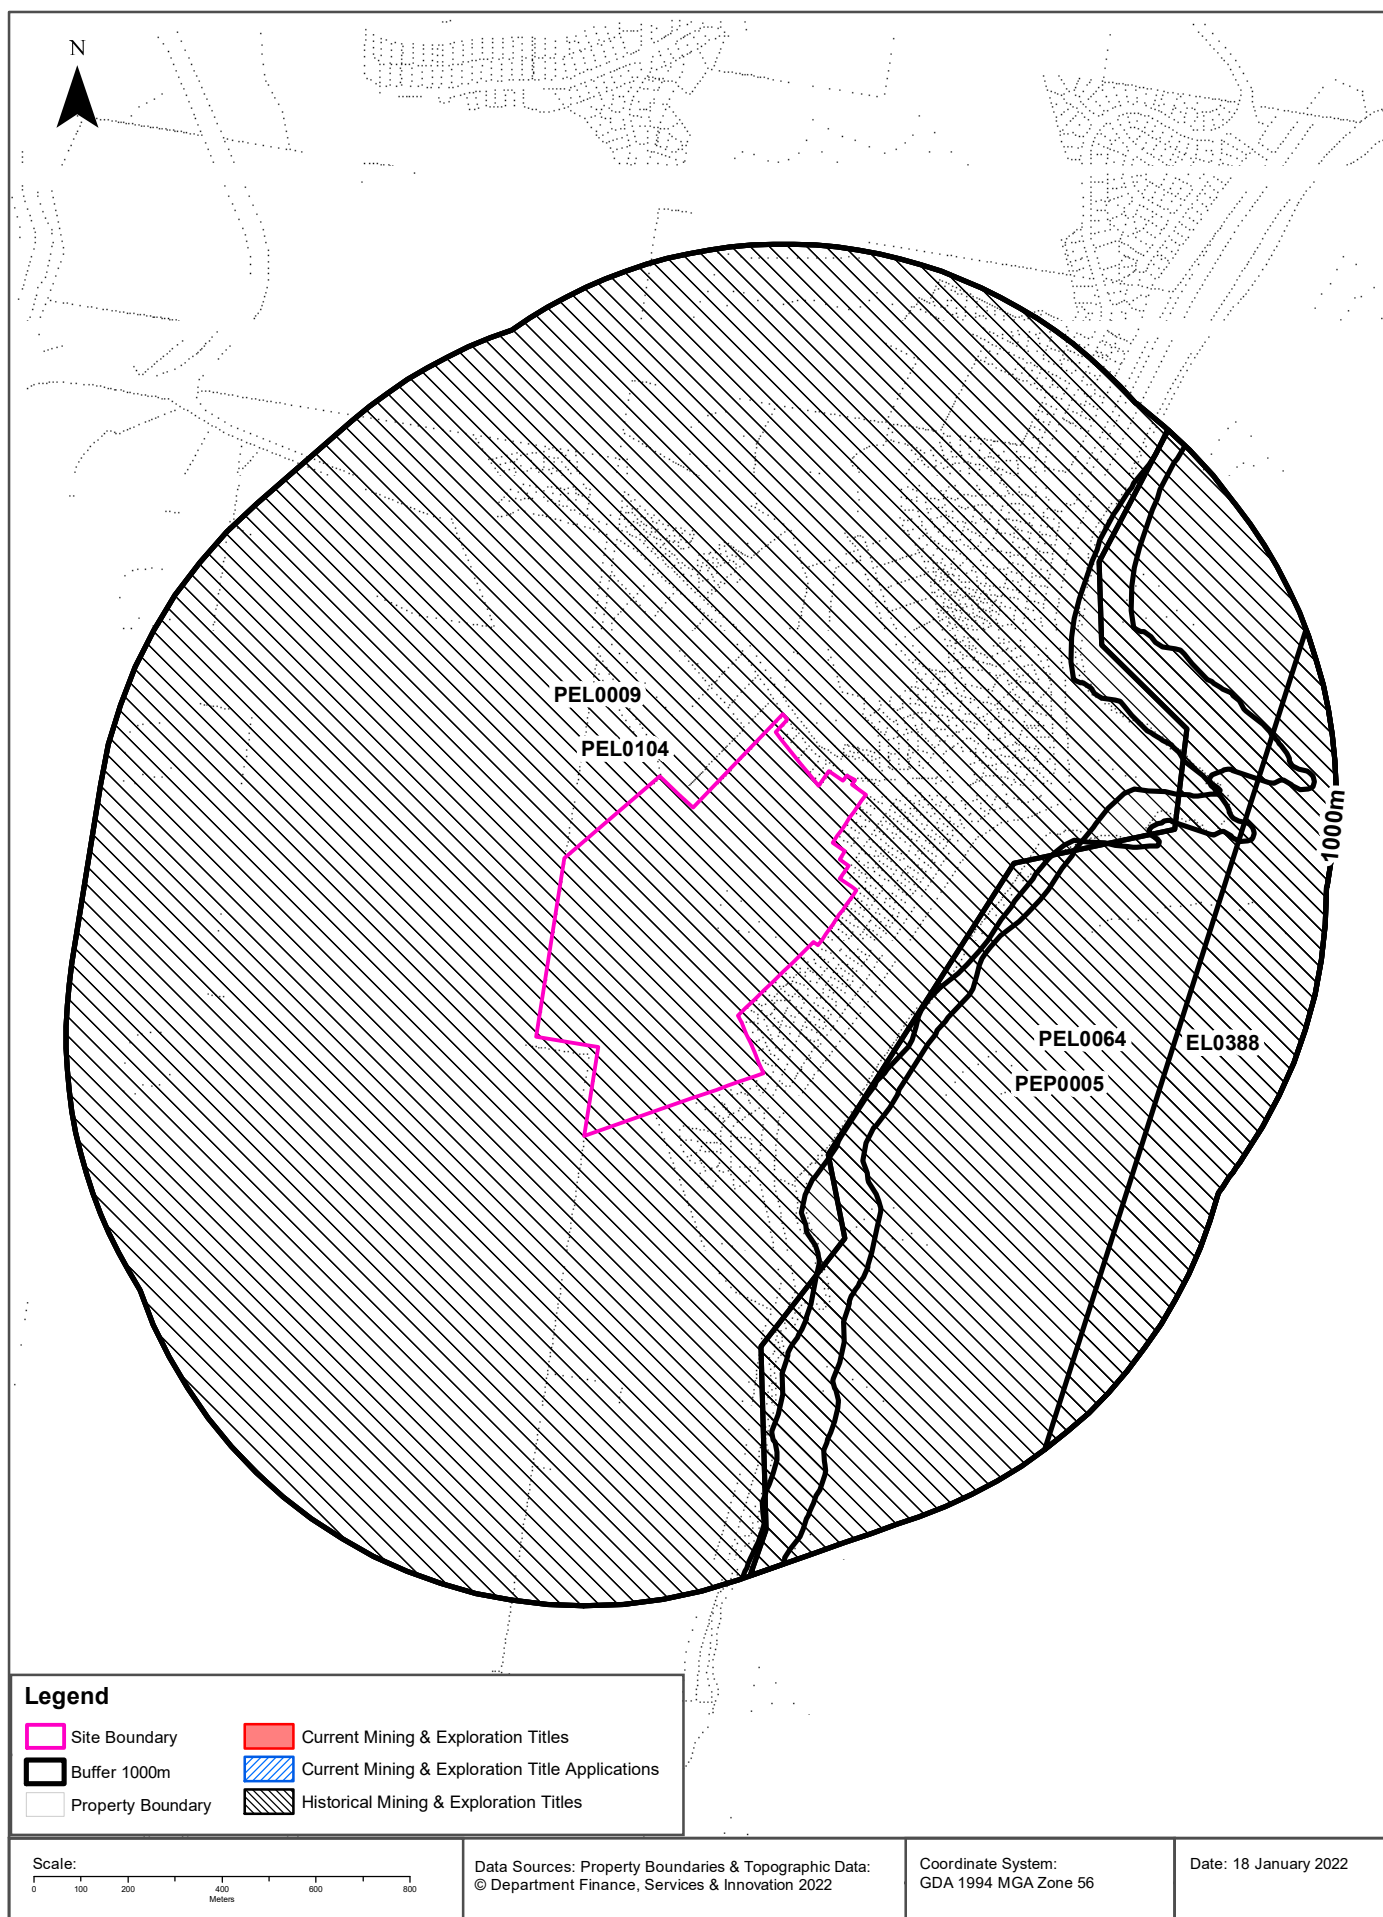 N
PEL0009
PEL0104
1000m
PEL0064
EL0388
PEP0005
Legend
Site Boundary
Buffer 1000m
Property Boundary
Current Mining & Exploration Titles
Current Mining & Exploration Title Applications
Historical Mining & Exploration Titles
Scale:
0 100 200 400 600 800
Meters
Data Sources: Property Boundaries & Topographic Data:
© Department Finance, Services & Innovation 2022
Coordinate System:
GDA 1994 MGA Zone 56
Date: 18 January 2022